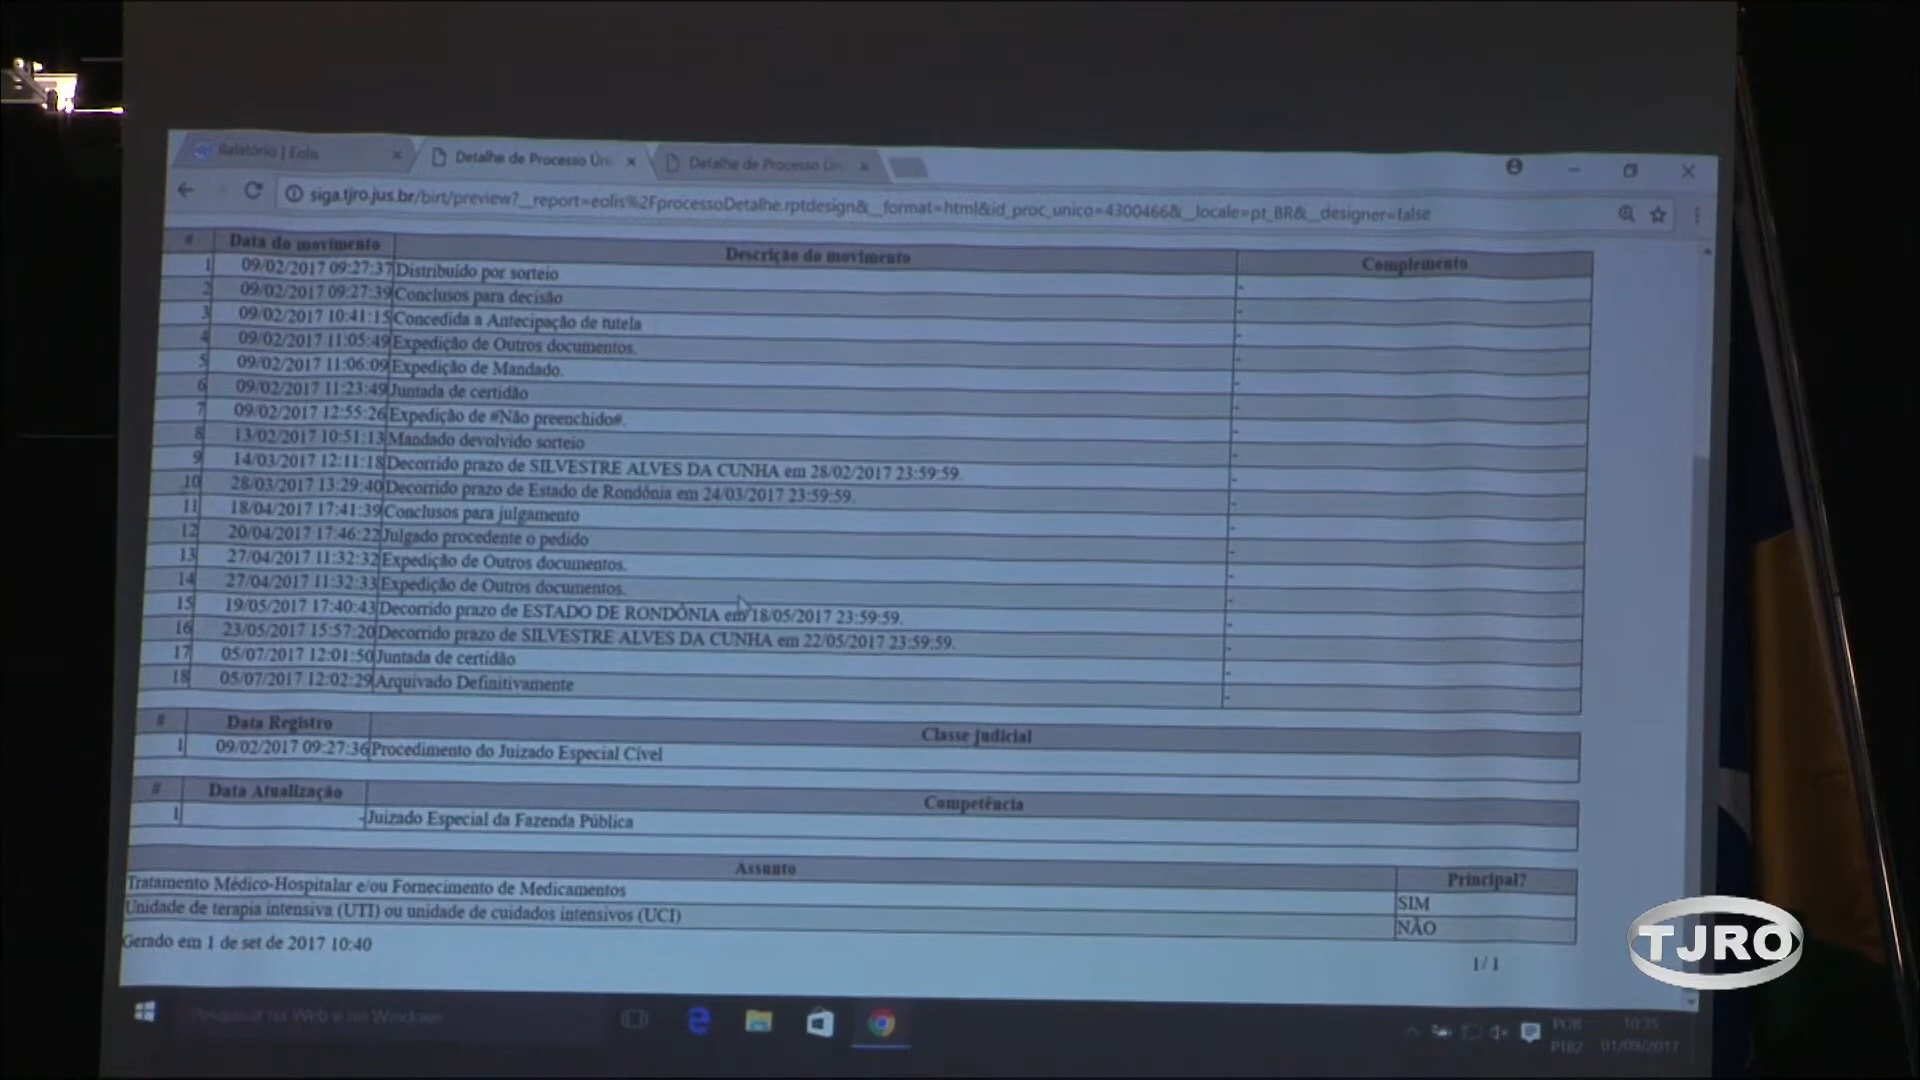 Relatório | Eolis
Detalhe de Processo Úni
Detalhe de Processo Úni
siga.tjro.jus.br/birt/preview?__report=eolis%2FprocessoDetalhe.rptdesign&__format=html&id_proc_unico=4300466&__locale=pt_BR&__designer=false
# Data do movimento Descrição do movimento Complemento
1 09/02/2017 09:27:37 Distribuído por sorteio -
2 09/02/2017 09:27:39 Conclusos para decisão -
3 09/02/2017 10:41:15 Concedida a Antecipação de tutela -
4 09/02/2017 11:05:49 Expedição de Outros documentos. -
5 09/02/2017 11:06:09 Expedição de Mandado. -
6 09/02/2017 11:23:49 Juntada de certidão -
7 09/02/2017 12:55:26 Expedição de #Não preenchido#. -
8 13/02/2017 10:51:13 Mandado devolvido sorteio -
9 14/03/2017 12:11:18 Decorrido prazo de SILVESTRE ALVES DA CUNHA em 28/02/2017 23:59:59. -
10 28/03/2017 13:29:40 Decorrido prazo de Estado de Rondônia em 24/03/2017 23:59:59. -
11 18/04/2017 17:41:39 Conclusos para julgamento -
12 20/04/2017 17:46:22 Julgado procedente o pedido -
13 27/04/2017 11:32:32 Expedição de Outros documentos. -
14 27/04/2017 11:32:33 Expedição de Outros documentos. -
15 19/05/2017 17:40:43 Decorrido prazo de ESTADO DE RONDÔNIA em 18/05/2017 23:59:59. -
16 23/05/2017 15:57:20 Decorrido prazo de SILVESTRE ALVES DA CUNHA em 22/05/2017 23:59:59. -
17 05/07/2017 12:01:50 Juntada de certidão -
18 05/07/2017 12:02:29 Arquivado Definitivamente -
# Data Registro Classe Judicial
1 09/02/2017 09:27:36 Procedimento do Juizado Especial Cível
# Data Atualização Competência
1 - Juizado Especial da Fazenda Pública
Assunto Principal?
Tratamento Médico-Hospitalar e/ou Fornecimento de Medicamentos SIM
Unidade de terapia intensiva (UTI) ou unidade de cuidados intensivos (UCI) NÃO
Gerado em 1 de set de 2017 10:40
1 / 1
TJRO
Pesquisar na Web e no Windows
POR 10:35
PTB2 01/09/2017